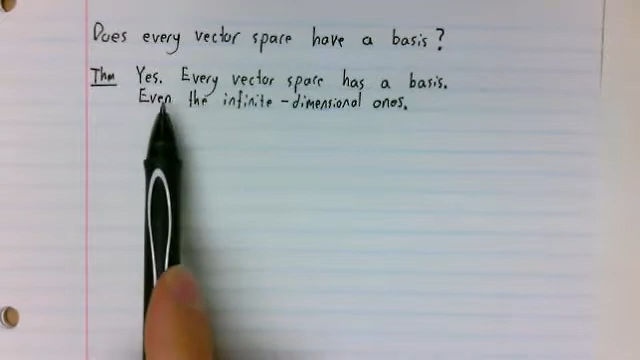 Does every vector space have a basis?
Thm Yes. Every vector space has a basis.
Even the infinite-dimensional ones.